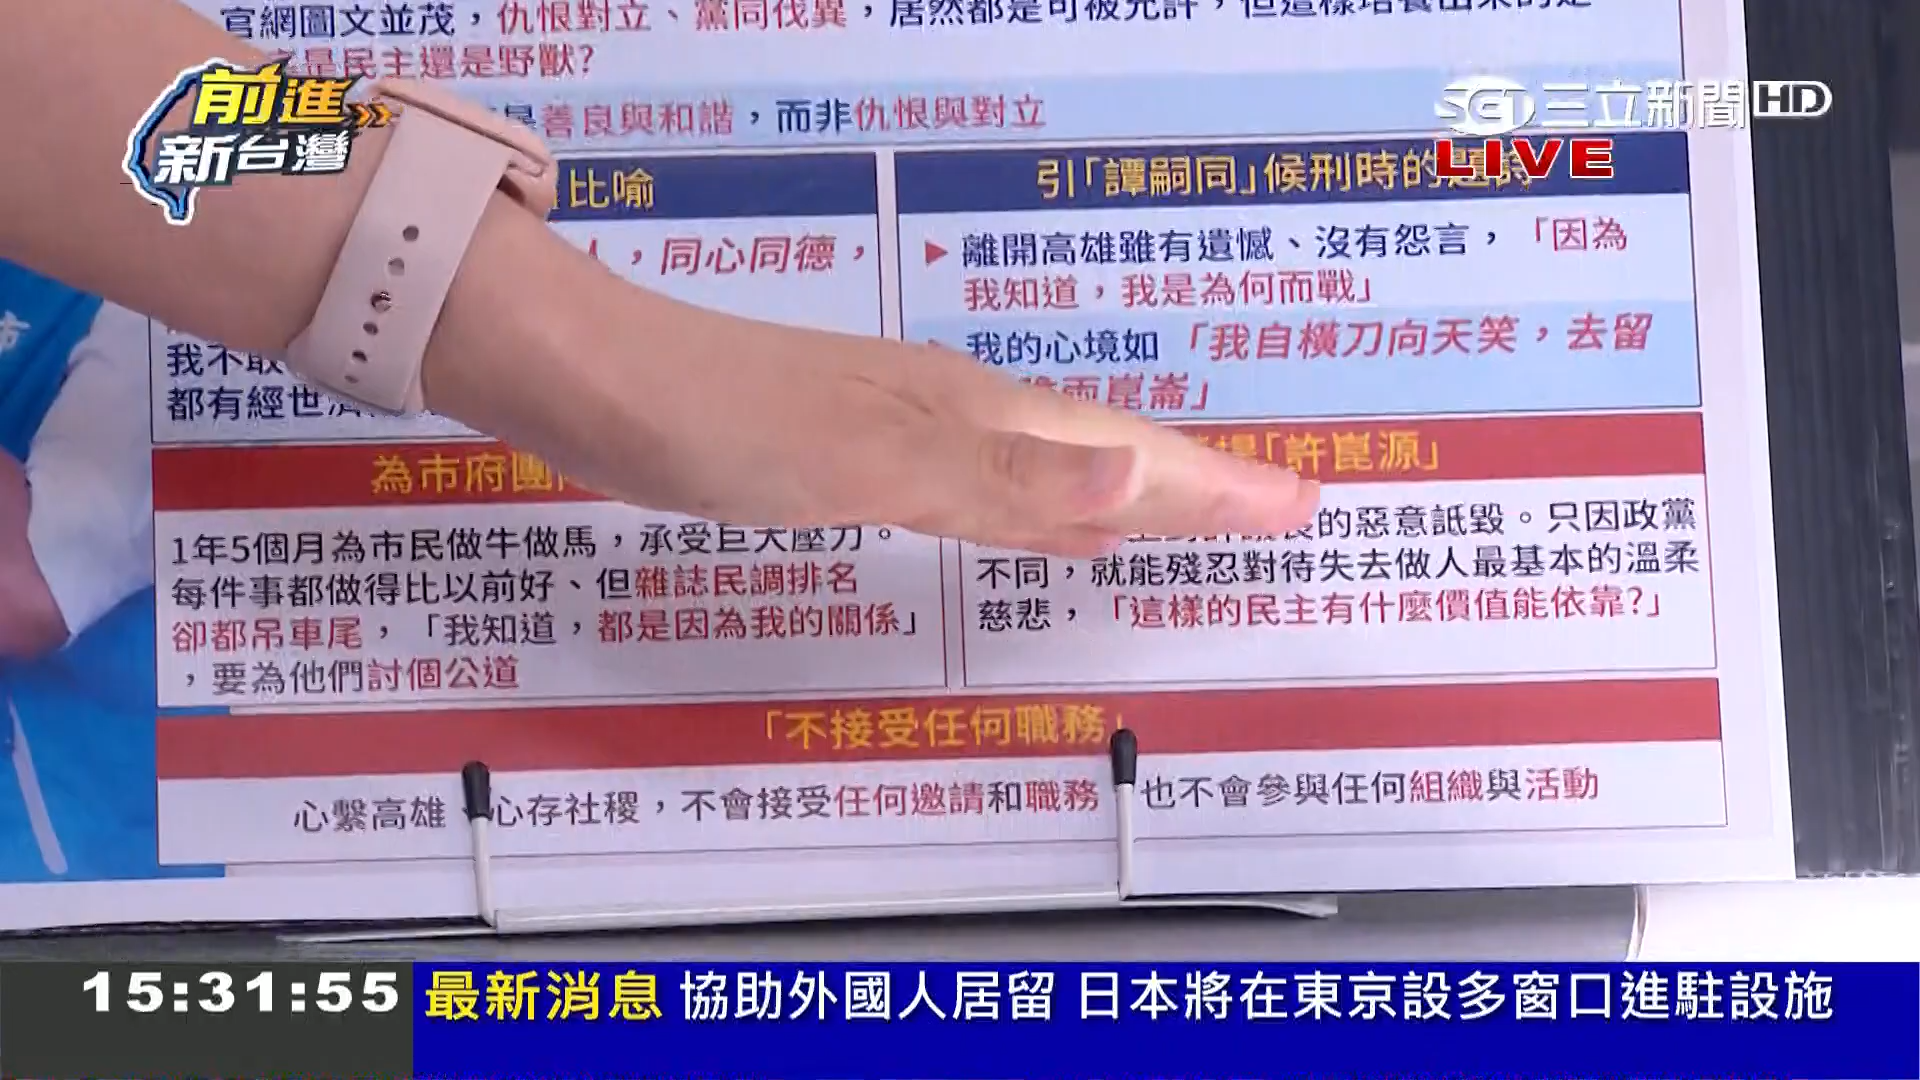 官網圖文並茂，仇恨對立、黨同伐異，居然都是可被允許，但這樣培養出來的是
是民主還是野獸?
是善良與和諧，而非仇恨與對立
前進
新台灣
SET三立新聞HD
LIVE
比喻
人，同心同德，
我不敢
都有經世濟
引「譚嗣同」候刑時的題詩
離開高雄雖有遺憾、沒有怨言，「因為
我知道，我是為何而戰」
我的心境如「我自橫刀向天笑，去留
兩崑崙」
為市府團
1年5個月為市民做牛做馬，承受巨大壓力。
每件事都做得比以前好、但雜誌民調排名
卻都吊車尾，「我知道，都是因為我的關係」
，要為他們討個公道
「許崑源」
的惡意詆毀。只因政黨
不同，就能殘忍對待失去做人最基本的溫柔
慈悲，「這樣的民主有什麼價值能依靠?」
「不接受任何職務」
心繫高雄、心存社稷，不會接受任何邀請和職務
也不會參與任何組織與活動
15:31:55
最新消息 協助外國人居留 日本將在東京設多窗口進駐設施